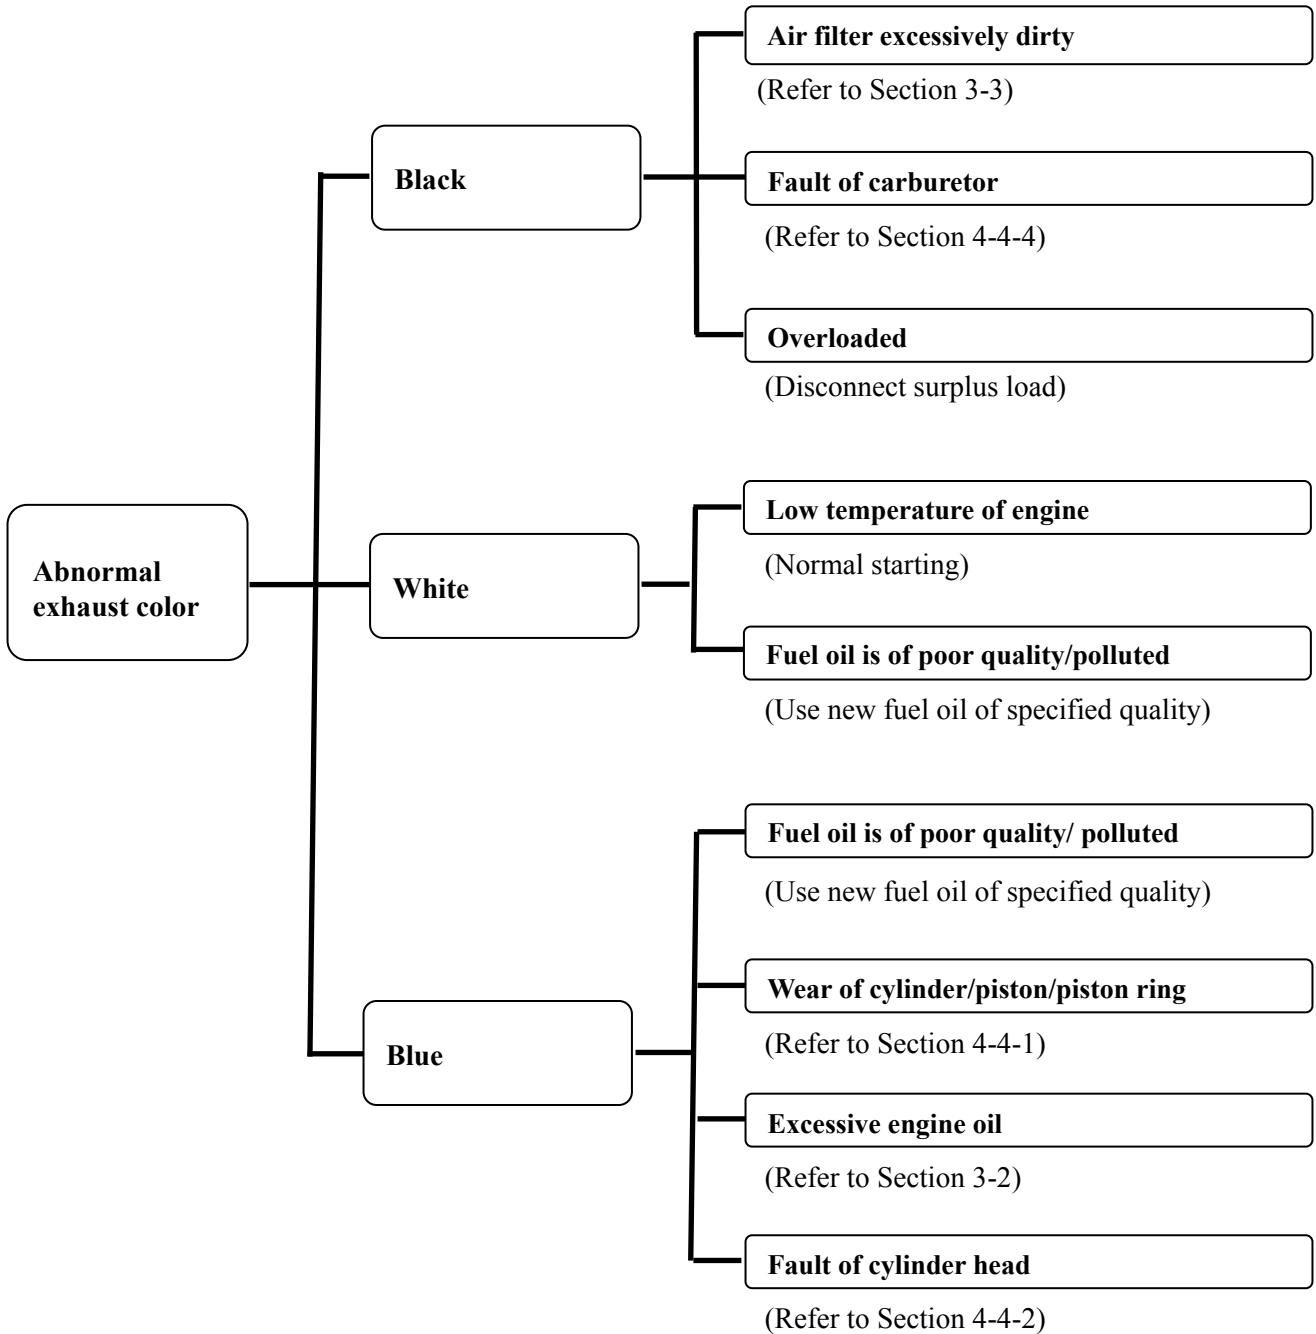 Air filter excessively dirty
(Refer to Section 3-3)
Black
Fault of carburetor
(Refer to Section 4-4-4)
Overloaded
(Disconnect surplus load)
Low temperature of engine
(Normal starting)
Abnormal
exhaust color
White
Fuel oil is of poor quality/polluted
(Use new fuel oil of specified quality)
Fuel oil is of poor quality/ polluted
(Use new fuel oil of specified quality)
Wear of cylinder/piston/piston ring
(Refer to Section 4-4-1)
Blue
Excessive engine oil
(Refer to Section 3-2)
Fault of cylinder head
(Refer to Section 4-4-2)